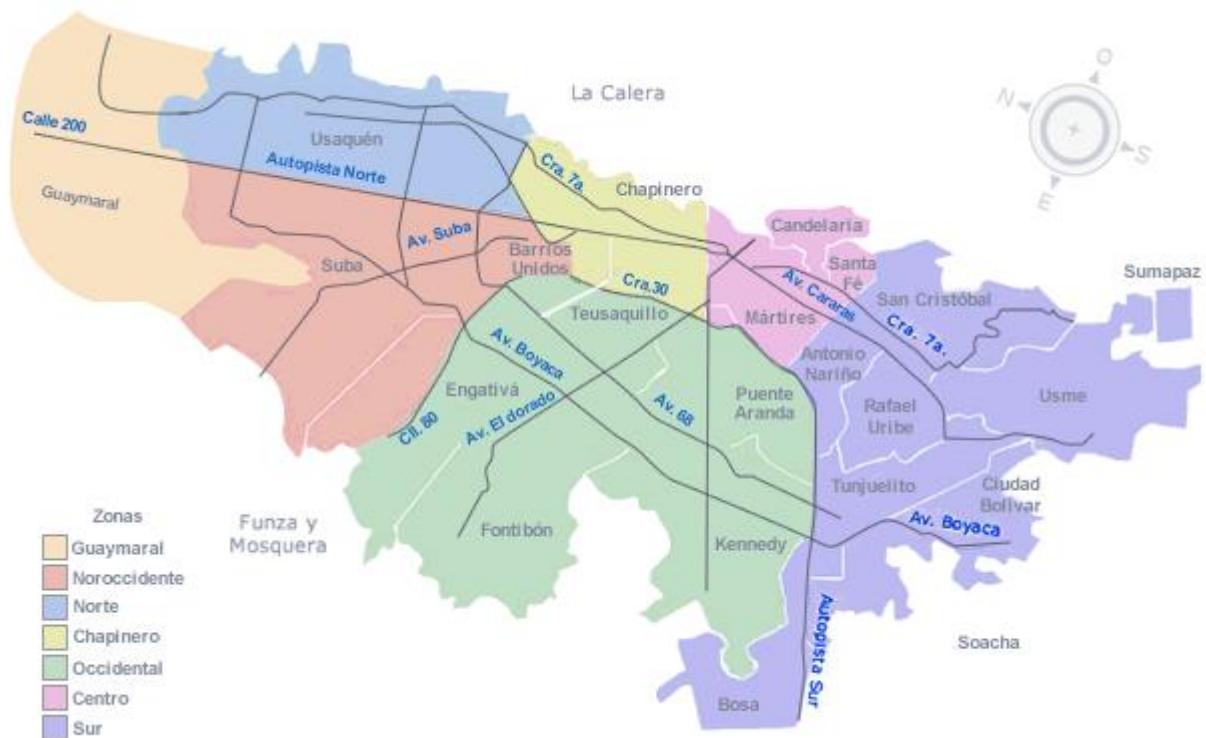 O
N
S
E
La Calera
Calle 200
Usaquén
Autopista Norte
Cra. 7a.
Chapinero
Guaymaral
Candelaria
Av. Suba
Barrios
Unidos
Santa
Fé
Suba
Cra.30
Av. Cararas
San Cristóbal
Sumapaz
Teusaquillo
Mártires
Cra. 7a.
Av. Boyaca
Antonio
Nariño
Engativá
Puente
Aranda
Rafael
Uribe
Usme
Cll. 80
Av. El dorado
Av. 68
Tunjuelito
Ciudad
Bolivar
Fontibón
Kennedy
Av. Boyaca
Funza y
Mosquera
Autopista Sur
Soacha
Bosa
Zonas
Guaymaral
Noroccidente
Norte
Chapinero
Occidental
Centro
Sur